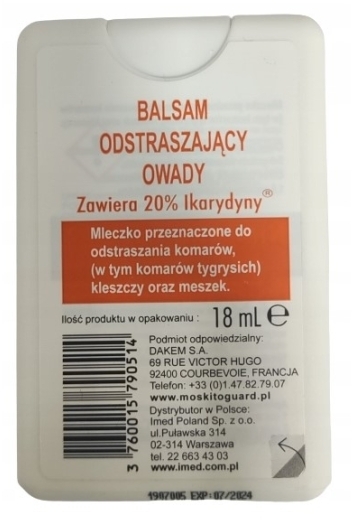 BALSAM
ODSTRASZAJĄCY
OWADY
Zawiera 20% Ikarydyny®
Mleczko przeznaczone do
odstraszania komarów,
(w tym komarów tygrysich)
kleszczy oraz meszek.
Ilość produktu w opakowaniu : 18 mL ℮
Podmiot odpowiedzialny:
DAKEM S.A.
69 RUE VICTOR HUGO
92400 COURBEVOIE, FRANCJA
Telefon: +33 (0)1.47.82.79.07
www.moskitoguard.pl
Dystrybutor w Polsce:
Imed Poland Sp. z o.o.
ul.Puławska 314
02-314 Warszawa
tel. 22 663 43 03
www.imed.com.pl
3 760015 790514
1907005 EXP: 07/2024